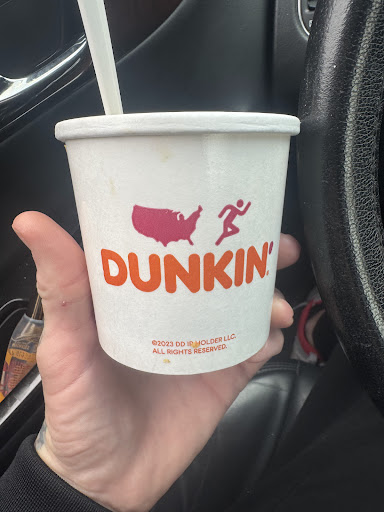 DUNKIN'
©2023 DD IP HOLDER LLC.
ALL RIGHTS RESERVED.